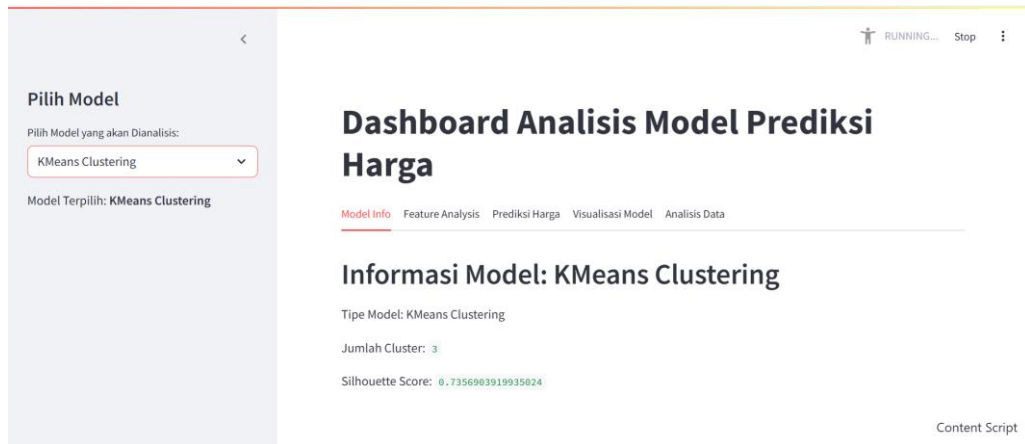 RUNNING... Stop
Pilih Model
Pilih Model yang akan Dianalisis:
KMeans Clustering
Model Terpilih: KMeans Clustering
Dashboard Analisis Model Prediksi
Harga
Model Info Feature Analysis Prediksi Harga Visualisasi Model Analisis Data
Informasi Model: KMeans Clustering
Tipe Model: KMeans Clustering
Jumlah Cluster: 3
Silhouette Score: 0.7356903919935024
Content Script